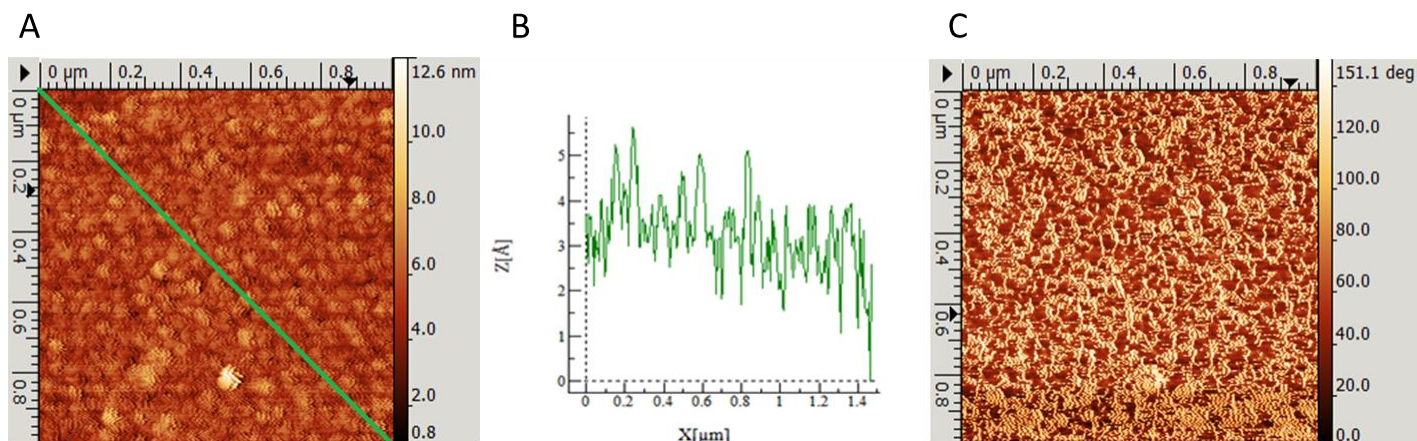 A
B
C
0 µm 0.2 0.4 0.6 0.8
0 µm 0.2 0.4 0.6 0.8
12.6 nm
10.0
8.0
6.0
4.0
2.0
0.8
Z[Å]
5
4
3
2
1
0
0 0.2 0.4 0.6 0.8 1 1.2 1.4
X[µm]
0 µm 0.2 0.4 0.6 0.8
0 µm 0.2 0.4 0.6 0.8
151.1 deg
120.0
100.0
80.0
60.0
40.0
20.0
0.0